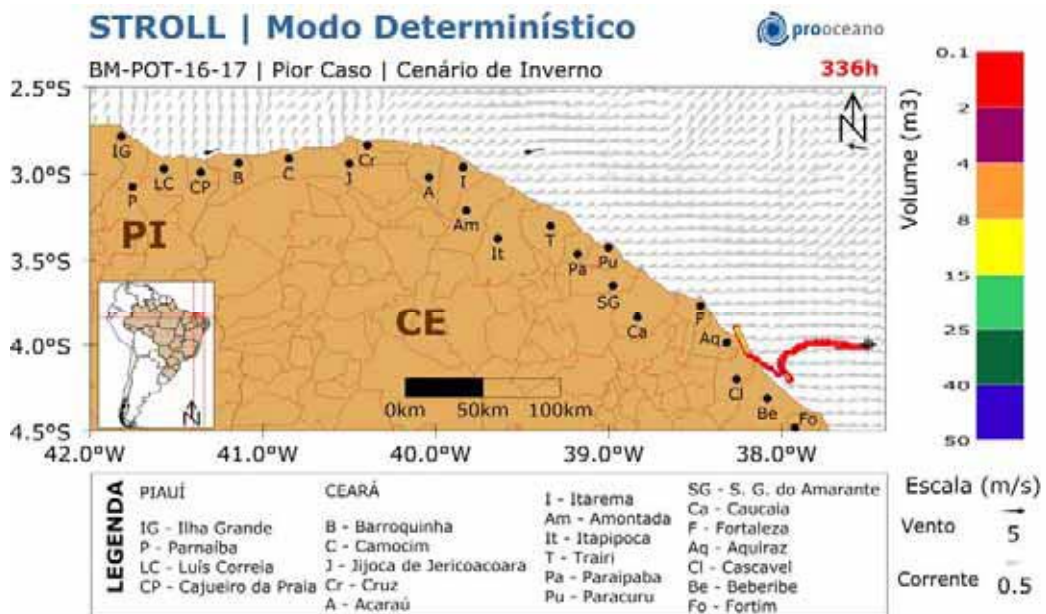 STROLL | Modo Determinístico
prooceano
BM-POT-16-17 | Pior Caso | Cenário de Inverno
336h
2.5°S
3.0°S
3.5°S
4.0°S
4.5°S
42.0°W
41.0°W
40.0°W
39.0°W
38.0°W
IG
P
LC
CP
B
C
J
Cr
A
I
Am
It
T
Pa
Pu
SG
Ca
F
Aq
Cl
Be
Fo
PI
CE
0km 50km 100km
N
N
Volume (m3)
0.1
2
4
8
15
25
40
50
LEGENDA
PIAUÍ
IG - Ilha Grande
P - Parnaíba
LC - Luís Correia
CP - Cajueiro da Praia
CEARÁ
B - Barroquinha
C - Camocim
J - Jijoca de Jericoacoara
Cr - Cruz
A - Acaraú
I - Itarema
Am - Amontada
It - Itapipoca
T - Trairi
Pa - Paraipaba
Pu - Paracuru
SG - S. G. do Amarante
Ca - Caucaia
F - Fortaleza
Aq - Aquiraz
Cl - Cascavel
Be - Beberibe
Fo - Fortim
Escala (m/s)
Vento 5
Corrente 0.5